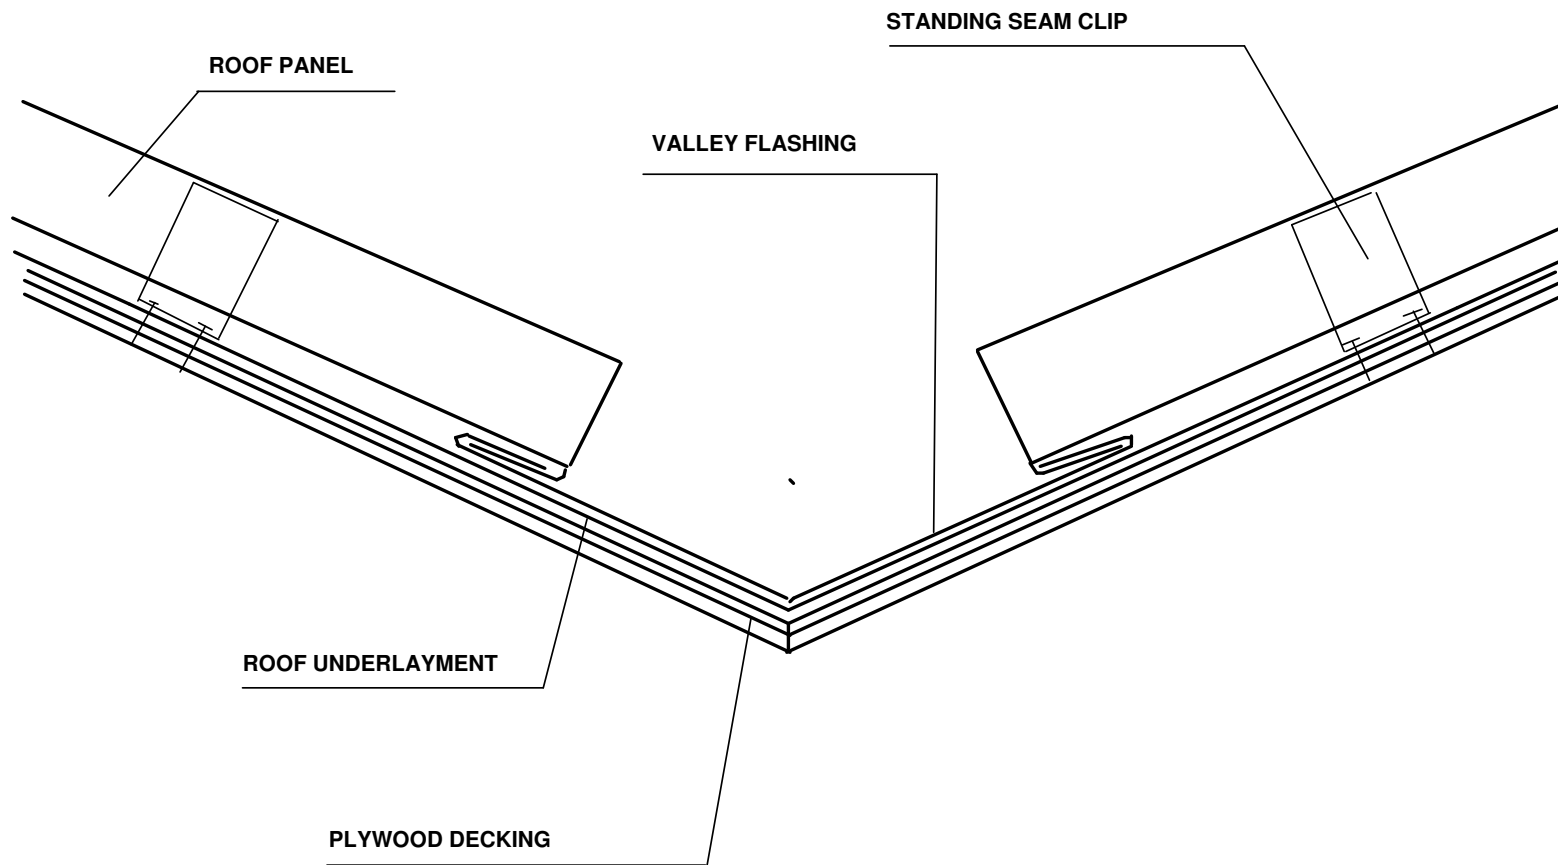 STANDING SEAM CLIP
ROOF PANEL
VALLEY FLASHING
ROOF UNDERLAYMENT
PLYWOOD DECKING